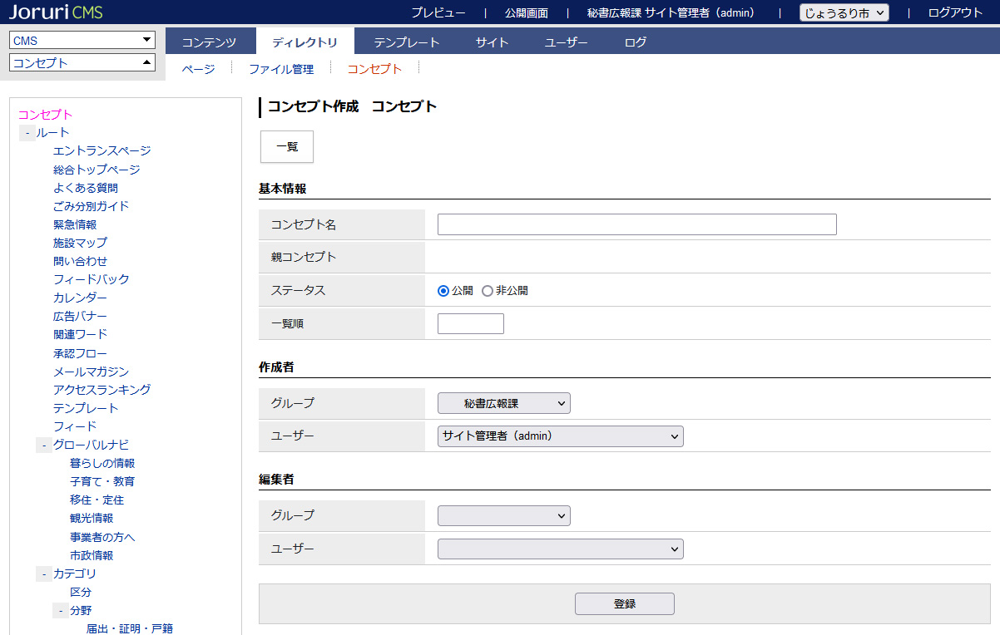 Joruri CMS プレビュー | 公開画面 | 秘書広報課 サイト管理者（admin） | じょうるり市 | ログアウト
CMS
コンテンツ ディレクトリ テンプレート サイト ユーザー ログ
コンセプト
ページ ファイル管理 コンセプト
コンセプト
- ルート
エントランスページ
総合トップページ
よくある質問
ごみ分別ガイド
緊急情報
施設マップ
問い合わせ
フィードバック
カレンダー
広告バナー
関連ワード
承認フロー
メールマガジン
アクセスランキング
テンプレート
フィード
- グローバルナビ
暮らしの情報
子育て・教育
移住・定住
観光情報
事業者の方へ
市政情報
- カテゴリ
区分
- 分野
届出・証明・戸籍
コンセプト作成 コンセプト
一覧
基本情報
コンセプト名
親コンセプト
ステータス 公開 非公開
一覧順
作成者
グループ 秘書広報課
ユーザー サイト管理者（admin）
編集者
グループ
ユーザー
登録